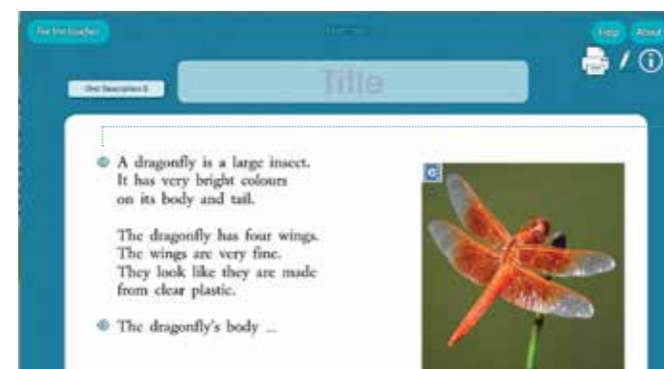 For the teacher
Help
About
Title
A dragonfly is a large insect.
It has very bright colours
on its body and tail.
The dragonfly has four wings.
The wings are very fine.
They look like they are made
from clear plastic.
The dragonfly's body ...